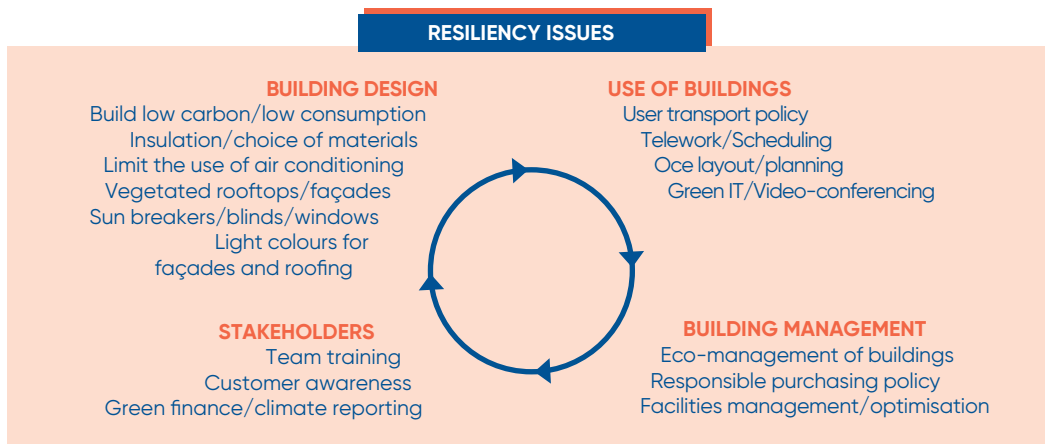 RESILIENCY ISSUES
BUILDING DESIGN
Build low carbon/low consumption
Insulation/choice of materials
Limit the use of air conditioning
Vegetated rooftops/façades
Sun breakers/blinds/windows
Light colours for
façades and roofing
USE OF BUILDINGS
User transport policy
Telework/Scheduling
Oce layout/planning
Green IT/Video-conferencing
STAKEHOLDERS
Team training
Customer awareness
Green finance/climate reporting
BUILDING MANAGEMENT
Eco-management of buildings
Responsible purchasing policy
Facilities management/optimisation